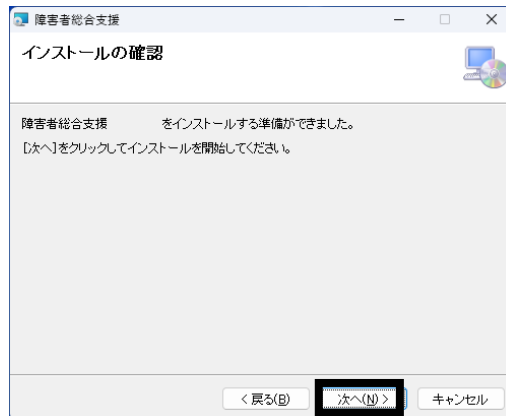 障害者総合支援
インストールの確認
障害者総合支援 をインストールする準備ができました。
[次へ]をクリックしてインストールを開始してください。
< 戻る(B) 次へ(N) > キャンセル